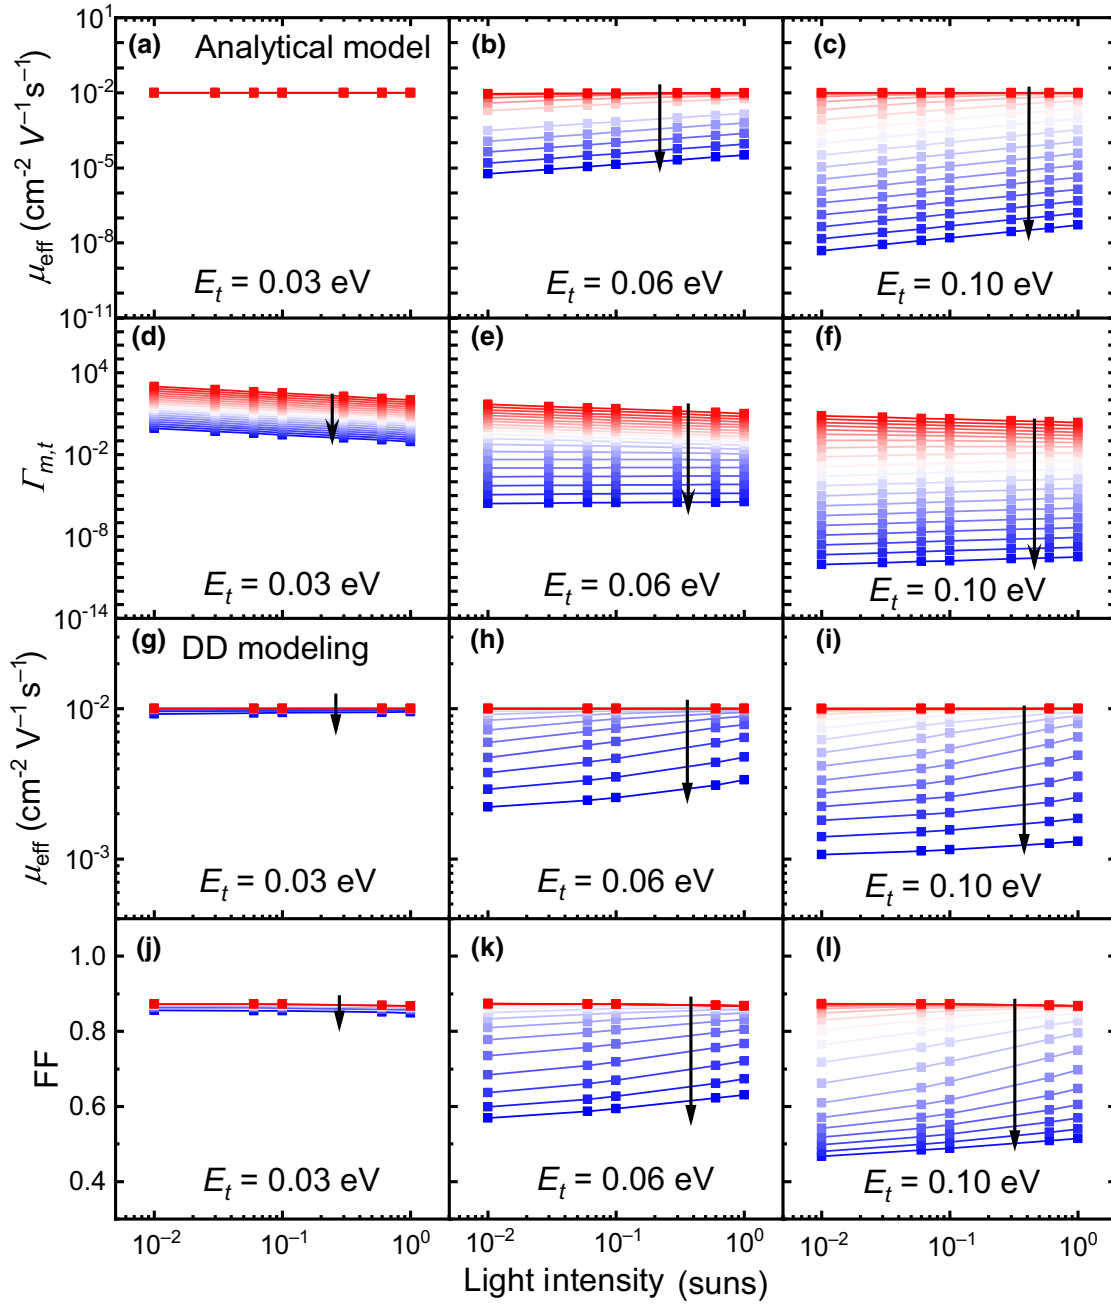 (a) Analytical model (b) (c)
10¹
10⁻²
10⁻⁵
10⁻⁸
10⁻¹¹
μeff (cm⁻² V⁻¹s⁻¹)
Et = 0.03 eV Et = 0.06 eV Et = 0.10 eV
(d) (e) (f)
10⁴
10⁻²
10⁻⁸
10⁻¹⁴
Γm,t
Et = 0.03 eV Et = 0.06 eV Et = 0.10 eV
(g) DD modeling (h) (i)
10⁻²
10⁻³
μeff (cm⁻² V⁻¹s⁻¹)
Et = 0.03 eV Et = 0.06 eV Et = 0.10 eV
(j) (k) (l)
1.0
0.8
0.6
0.4
FF
Et = 0.03 eV Et = 0.06 eV Et = 0.10 eV
10⁻² 10⁻¹ 10⁰ 10⁻² 10⁻¹ 10⁰ 10⁻² 10⁻¹ 10⁰
Light intensity (suns)